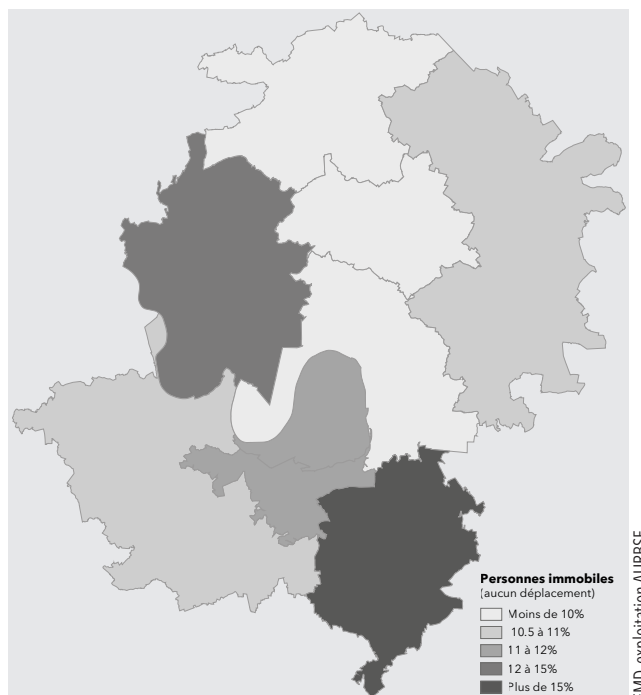 Personnes immobiles
(aucun déplacement)
Moins de 10%
10.5 à 11%
11 à 12%
12 à 15%
Plus de 15%
exploitation AURBSE